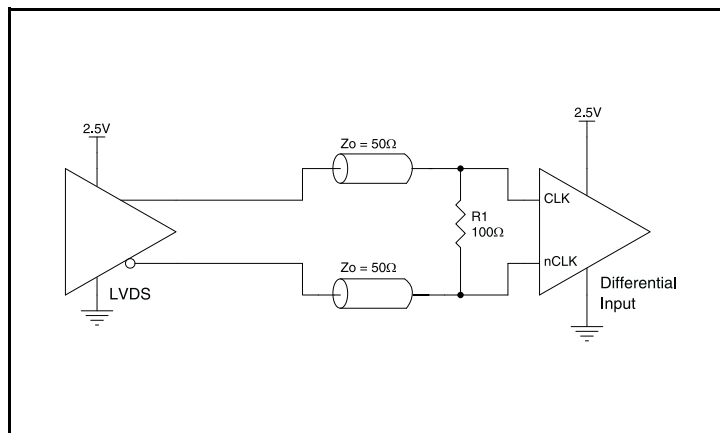 2.5V
2.5V
Zo = 50Ω
CLK
R1
100Ω
nCLK
Zo = 50Ω
LVDS
Differential
Input